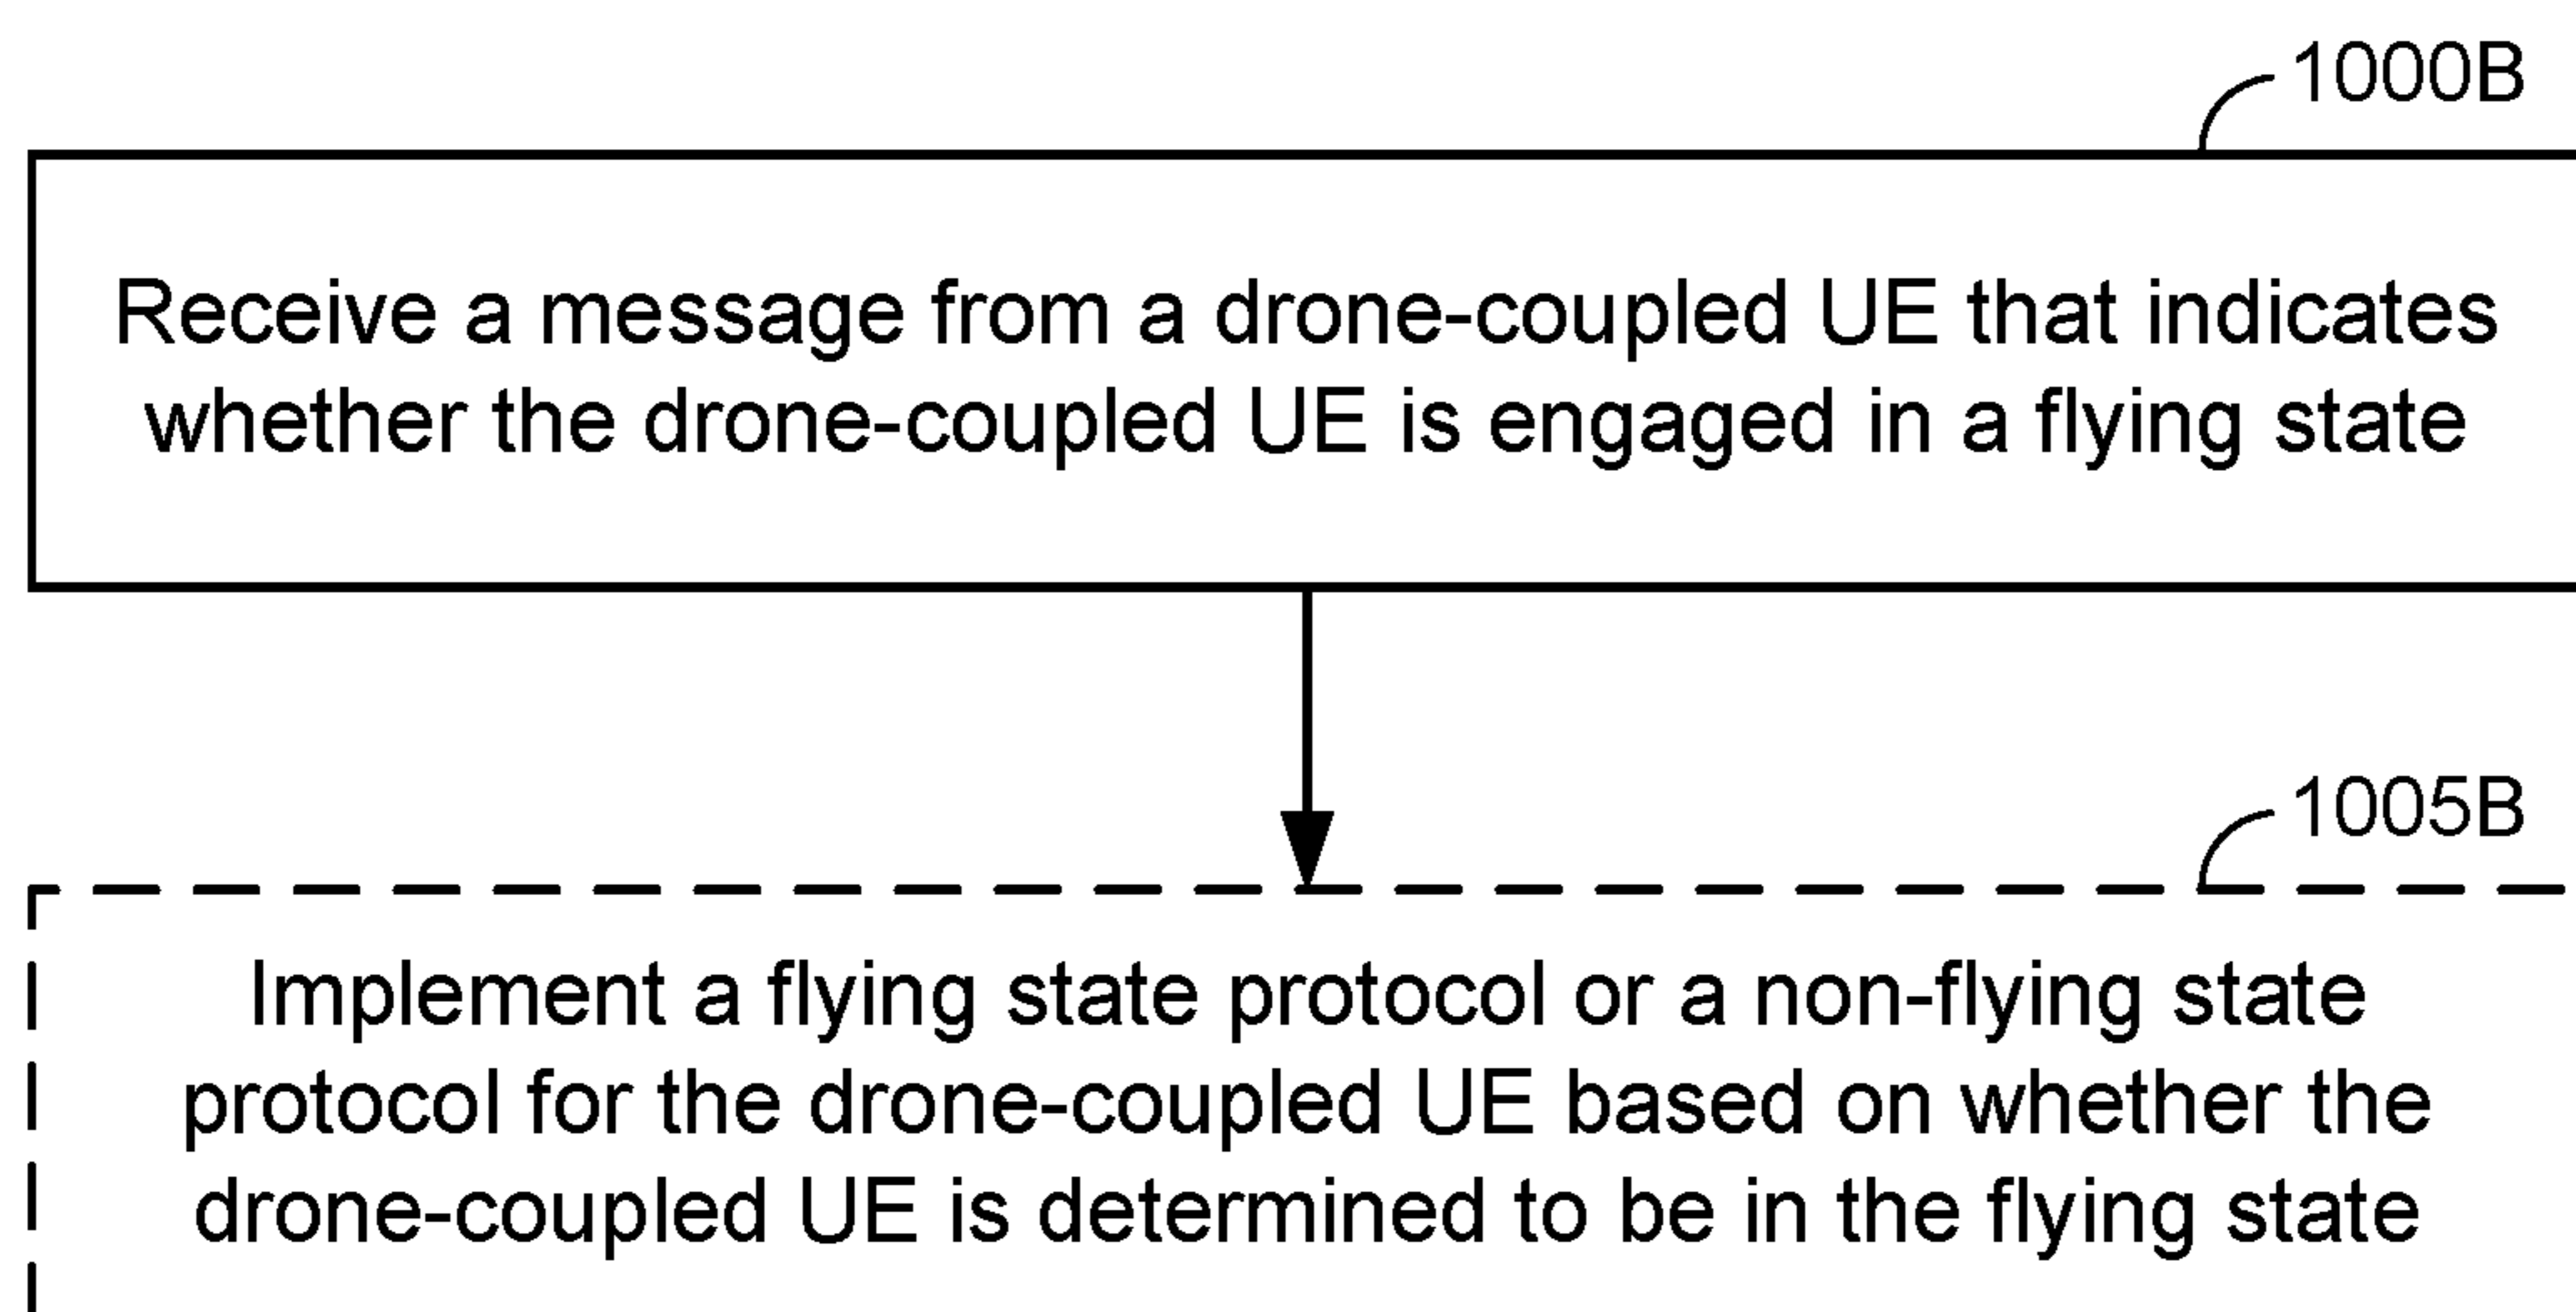 1000B
Receive a message from a drone-coupled UE that indicates
whether the drone-coupled UE is engaged in a flying state
1005B
Implement a flying state protocol or a non-flying state
protocol for the drone-coupled UE based on whether the
drone-coupled UE is determined to be in the flying state